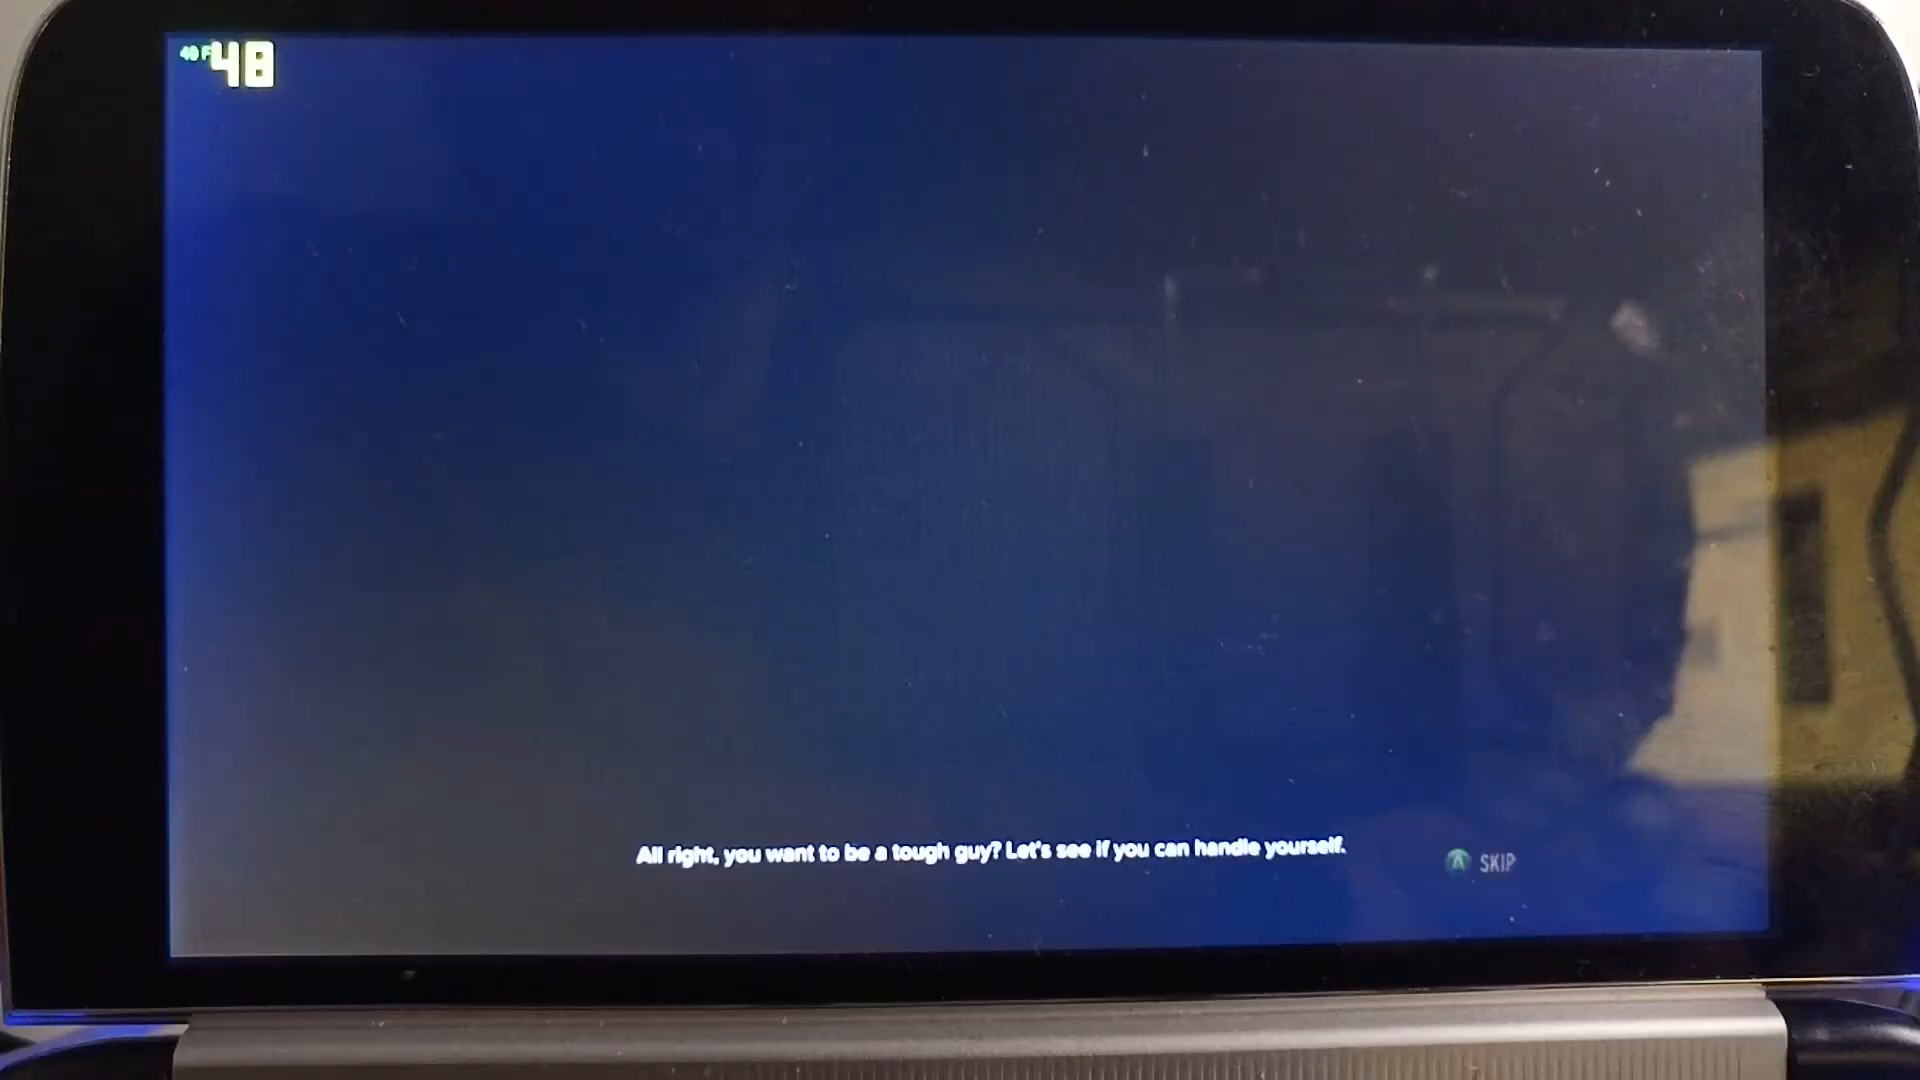 48
All right, you want to be a tough guy? Let's see if you can handle yourself.
A SKIP